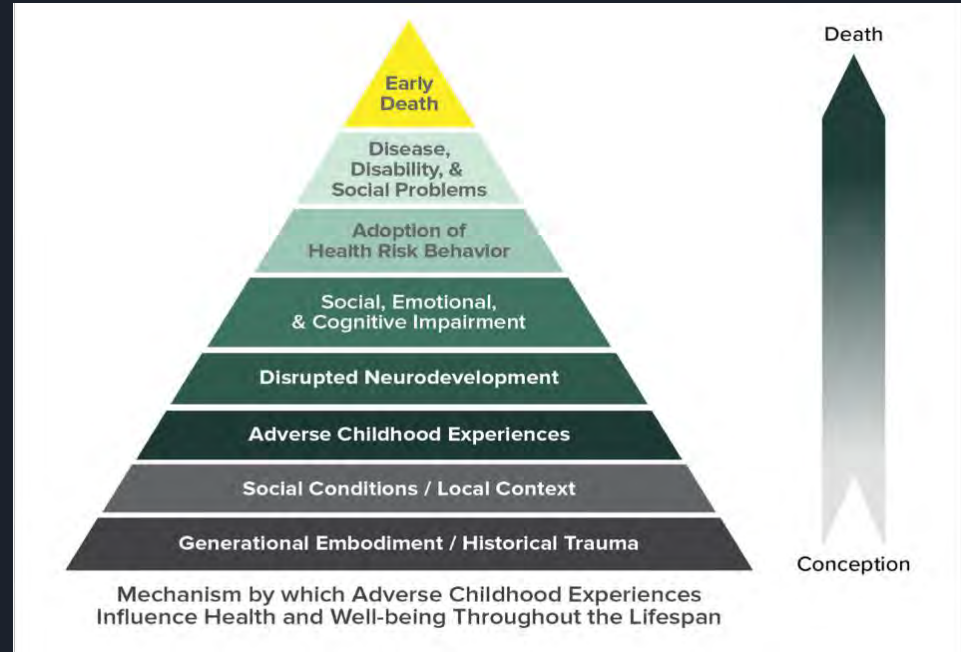 Death
Early
Death
Disease,
Disability, &
Social Problems
Adoption of
Health Risk Behavior
Social, Emotional,
& Cognitive Impairment
Disrupted Neurodevelopment
Adverse Childhood Experiences
Social Conditions / Local Context
Generational Embodiment / Historical Trauma
Conception
Mechanism by which Adverse Childhood Experiences
Influence Health and Well-being Throughout the Lifespan